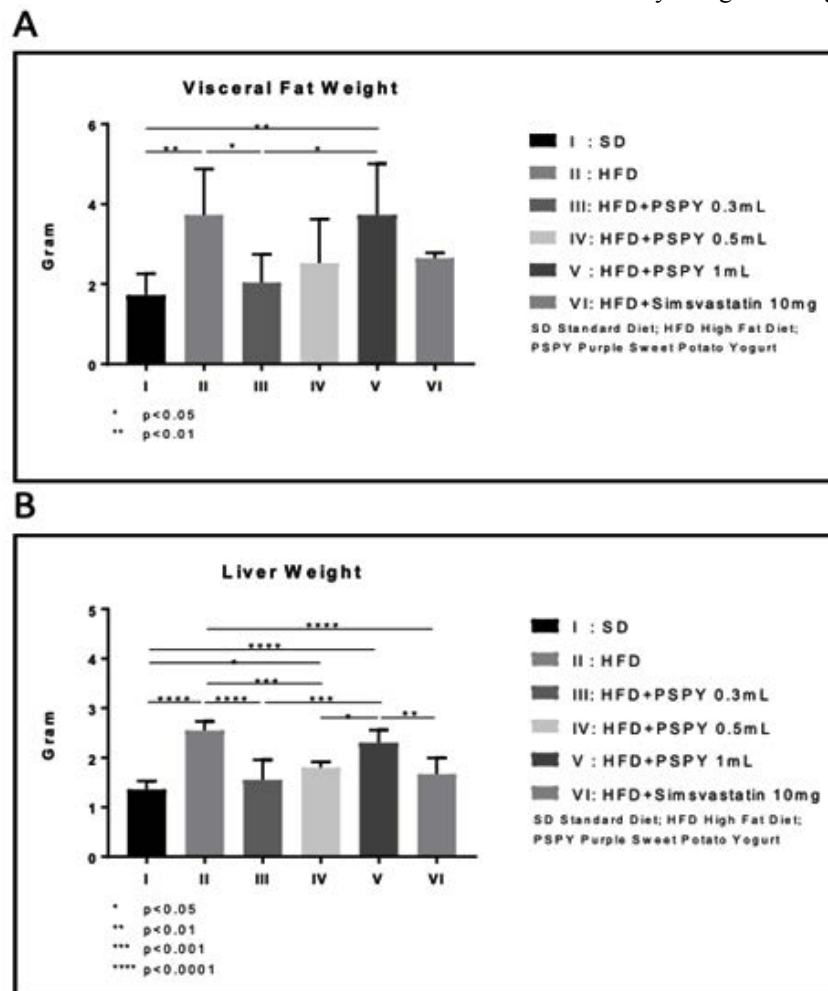 A
Visceral Fat Weight
6
4
2
0
Gram
**
** * *
I II III IV V VI
* p<0.05
** p<0.01
I : SD
II : HFD
III: HFD+PSPY 0.3mL
IV: HFD+PSPY 0.5mL
V : HFD+PSPY 1mL
VI: HFD+Simsvastatin 10mg
SD Standard Diet; HFD High Fat Diet;
PSPY Purple Sweet Potato Yogurt
B
Liver Weight
5
4
3
2
1
0
Gram
****
****
*
***
**** **** ***
* **
I II III IV V VI
* p<0.05
** p<0.01
*** p<0.001
**** p<0.0001
I : SD
II : HFD
III: HFD+PSPY 0.3mL
IV: HFD+PSPY 0.5mL
V : HFD+PSPY 1mL
VI: HFD+Simsvastatin 10mg
SD Standard Diet; HFD High Fat Diet;
PSPY Purple Sweet Potato Yogurt